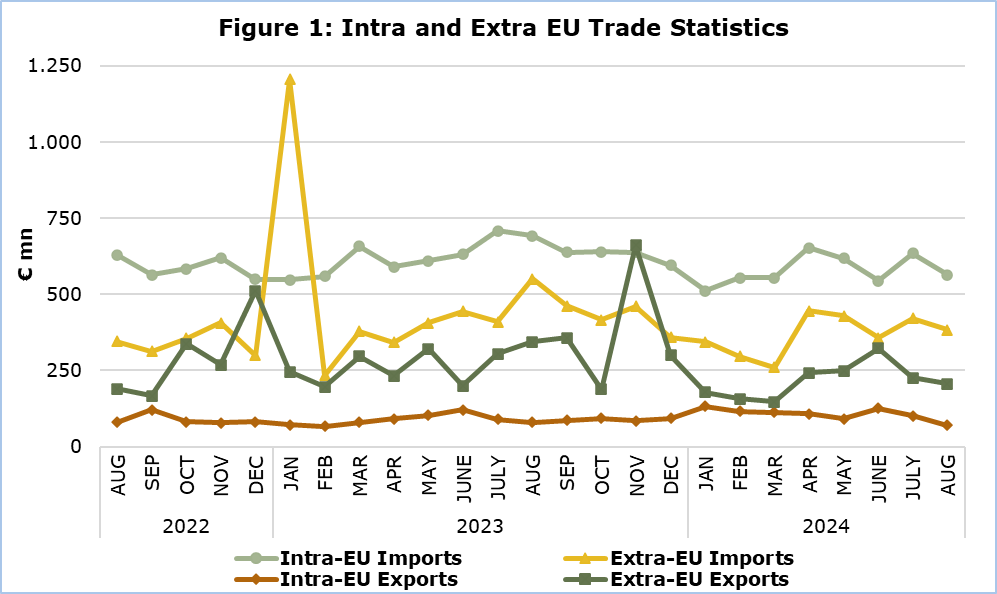 Figure 1: Intra and Extra EU Trade Statistics
1.250
1.000
750
500
250
0
€ mn
AUG SEP OCT NOV DEC JAN FEB MAR APR MAY JUNE JULY AUG SEP OCT NOV DEC JAN FEB MAR APR MAY JUNE JULY AUG
2022 2023 2024
Intra-EU Imports Extra-EU Imports
Intra-EU Exports Extra-EU Exports